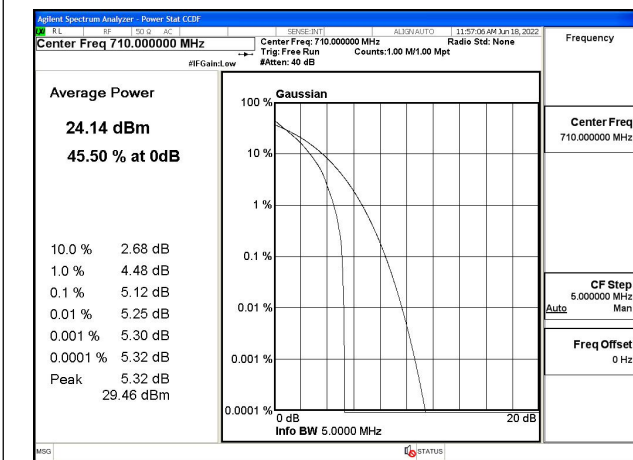 Agilent Spectrum Analyzer - Power Stat CCDF
RL RF 50 Ω AC SENSE:INT ALIGN AUTO 11:57:06 AM Jun 18, 2022
Center Freq 710.000000 MHz
Center Freq: 710.000000 MHz Radio Std: None
Trig: Free Run Counts:1.00 M/1.00 Mpt
#IFGain:Low #Atten: 40 dB
Frequency
Average Power
24.14 dBm
45.50 % at 0dB
10.0 % 2.68 dB
1.0 % 4.48 dB
0.1 % 5.12 dB
0.01 % 5.25 dB
0.001 % 5.30 dB
0.0001 % 5.32 dB
Peak 5.32 dB
29.46 dBm
Gaussian
100 %
10 %
1 %
0.1 %
0.01 %
0.001 %
0.0001 %
0 dB 20 dB
Info BW 5.0000 MHz
Center Freq
710.000000 MHz
CF Step
5.000000 MHz
Auto Man
Freq Offset
0 Hz
MSG STATUS